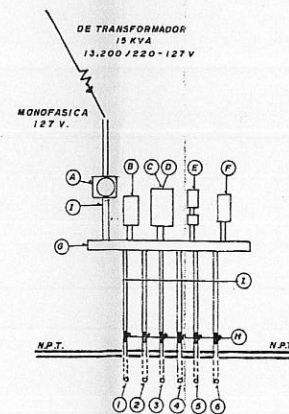 DE TRANSFORMADOR
15 KVA
13.200 / 220 - 127 V
MONOFASICA
127 V.
A
B
C
D
E
F
I
G
I
H
N.P.T.
N.P.T.
1
2
3
4
5
6